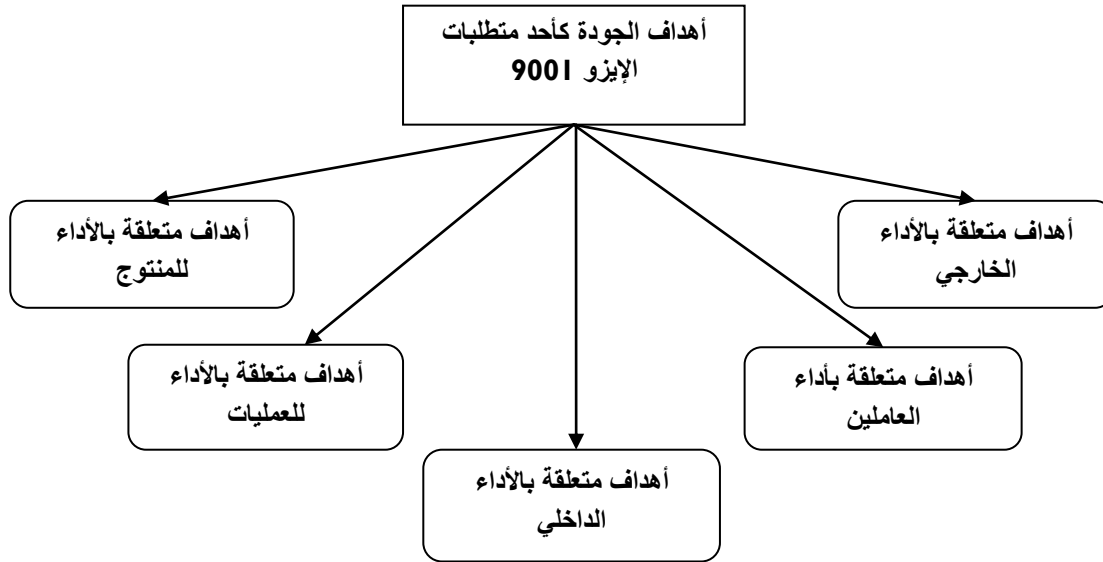 أهداف الجودة كأحد متطلبات
الإيزو 9001
أهداف متعلقة بالأداء
الخارجي
أهداف متعلقة بالأداء
للمنتوج
أهداف متعلقة بأداء
العاملين
أهداف متعلقة بالأداء
للعمليات
أهداف متعلقة بالأداء
الداخلي